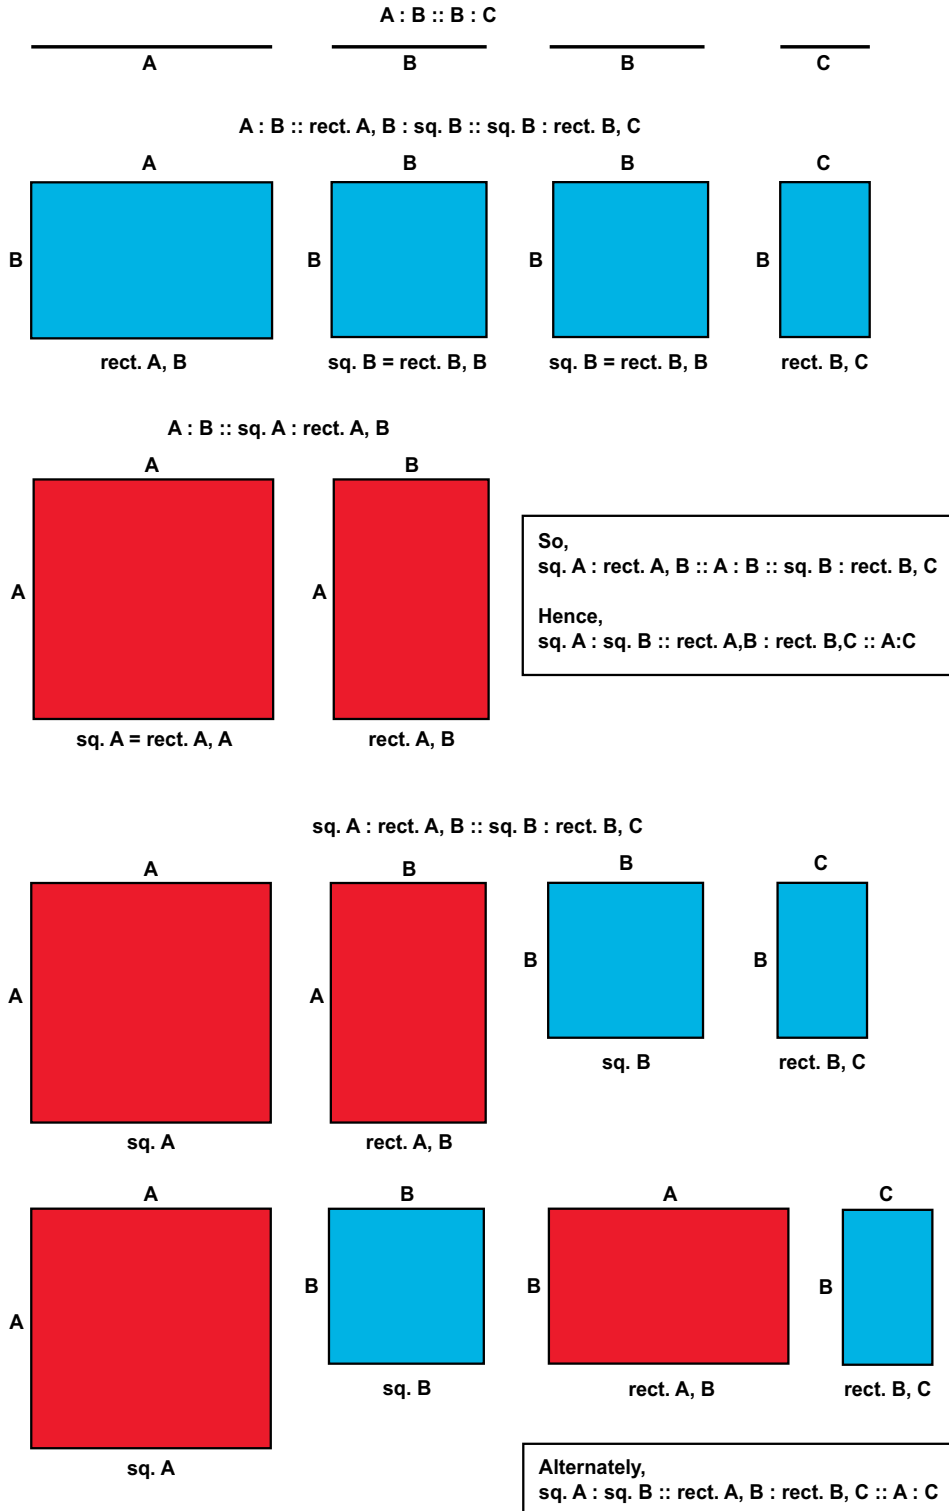 A : B :: B : C
A B B C
A : B :: rect. A, B : sq. B :: sq. B : rect. B, C
A B B C
B B B B
rect. A, B sq. B = rect. B, B sq. B = rect. B, B rect. B, C
A : B :: sq. A : rect. A, B
A B
A A
sq. A = rect. A, A rect. A, B
So,
sq. A : rect. A, B :: A : B :: sq. B : rect. B, C
Hence,
sq. A : sq. B :: rect. A,B : rect. B,C :: A:C
sq. A : rect. A, B :: sq. B : rect. B, C
A B B C
A A B B
sq. B rect. B, C
sq. A rect. A, B
A B A C
A B B B
sq. B rect. A, B rect. B, C
sq. A
Alternately,
sq. A : sq. B :: rect. A, B : rect. B, C :: A : C